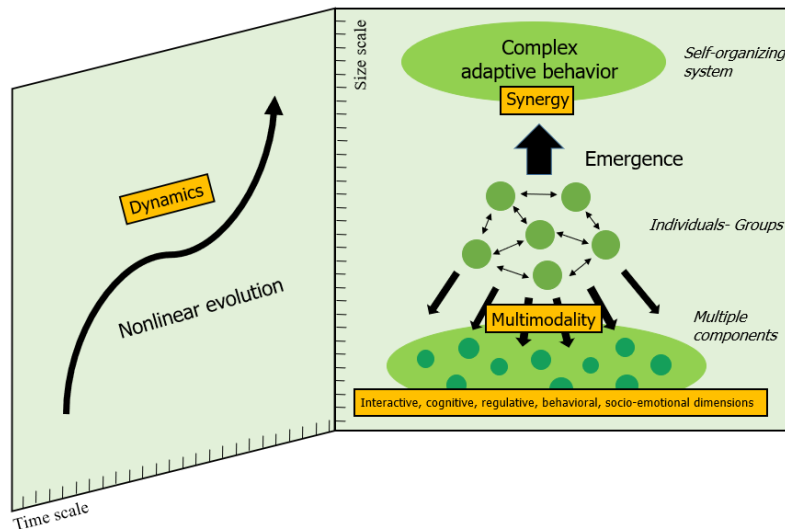 Dynamics
Nonlinear evolution
Time scale
Size scale
Complex
adaptive behavior
Synergy
Self-organizing
system
Emergence
Individuals- Groups
Multimodality
Multiple
components
Interactive, cognitive, regulative, behavioral, socio-emotional dimensions